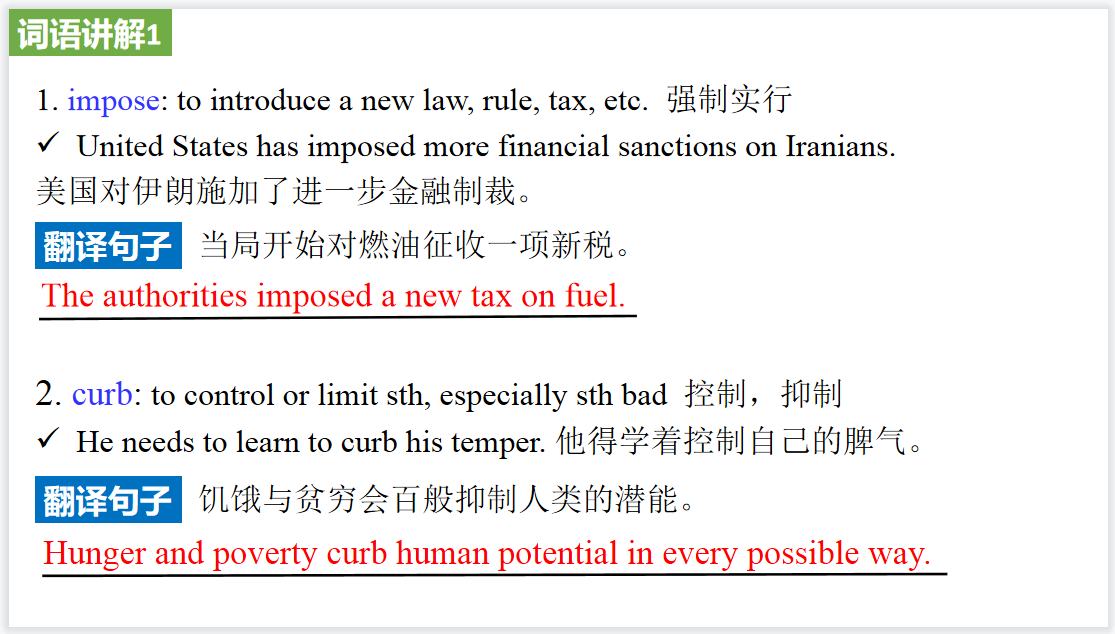 词语讲解1
1. impose: to introduce a new law, rule, tax, etc. 强制实行
✓ United States has imposed more financial sanctions on Iranians.
美国对伊朗施加了进一步金融制裁。
翻译句子 当局开始对燃油征收一项新税。
The authorities imposed a new tax on fuel.
2. curb: to control or limit sth, especially sth bad 控制，抑制
✓ He needs to learn to curb his temper. 他得学着控制自己的脾气。
翻译句子 饥饿与贫穷会百般抑制人类的潜能。
Hunger and poverty curb human potential in every possible way.